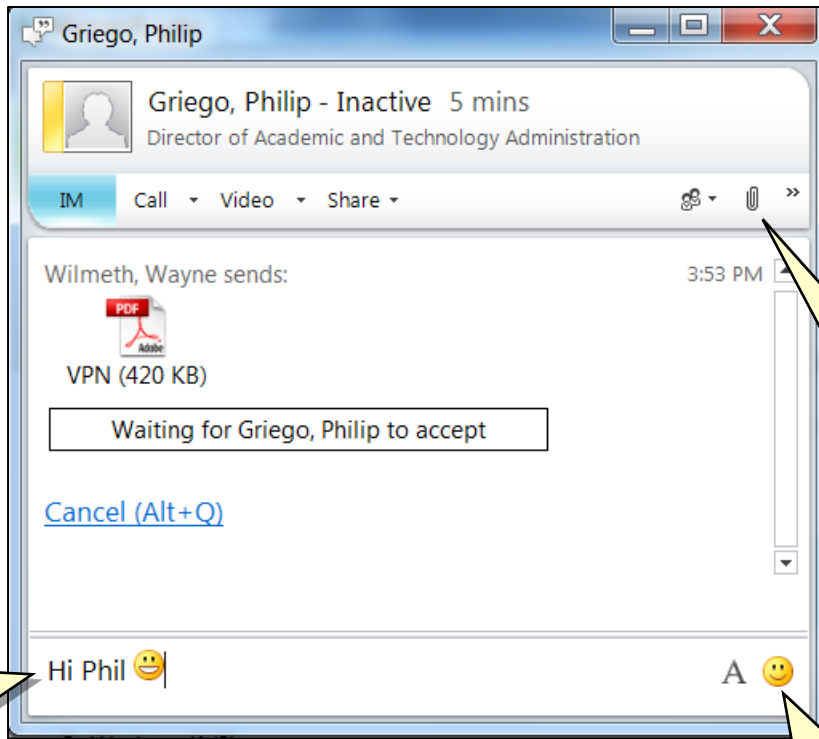 Griego, Philip
Griego, Philip - Inactive 5 mins
Director of Academic and Technology Administration
IM Call Video Share
Wilmeth, Wayne sends: 3:53 PM
PDF
Adobe
VPN (420 KB)
Waiting for Griego, Philip to accept
Cancel (Alt+Q)
Hi Phil 😃
A